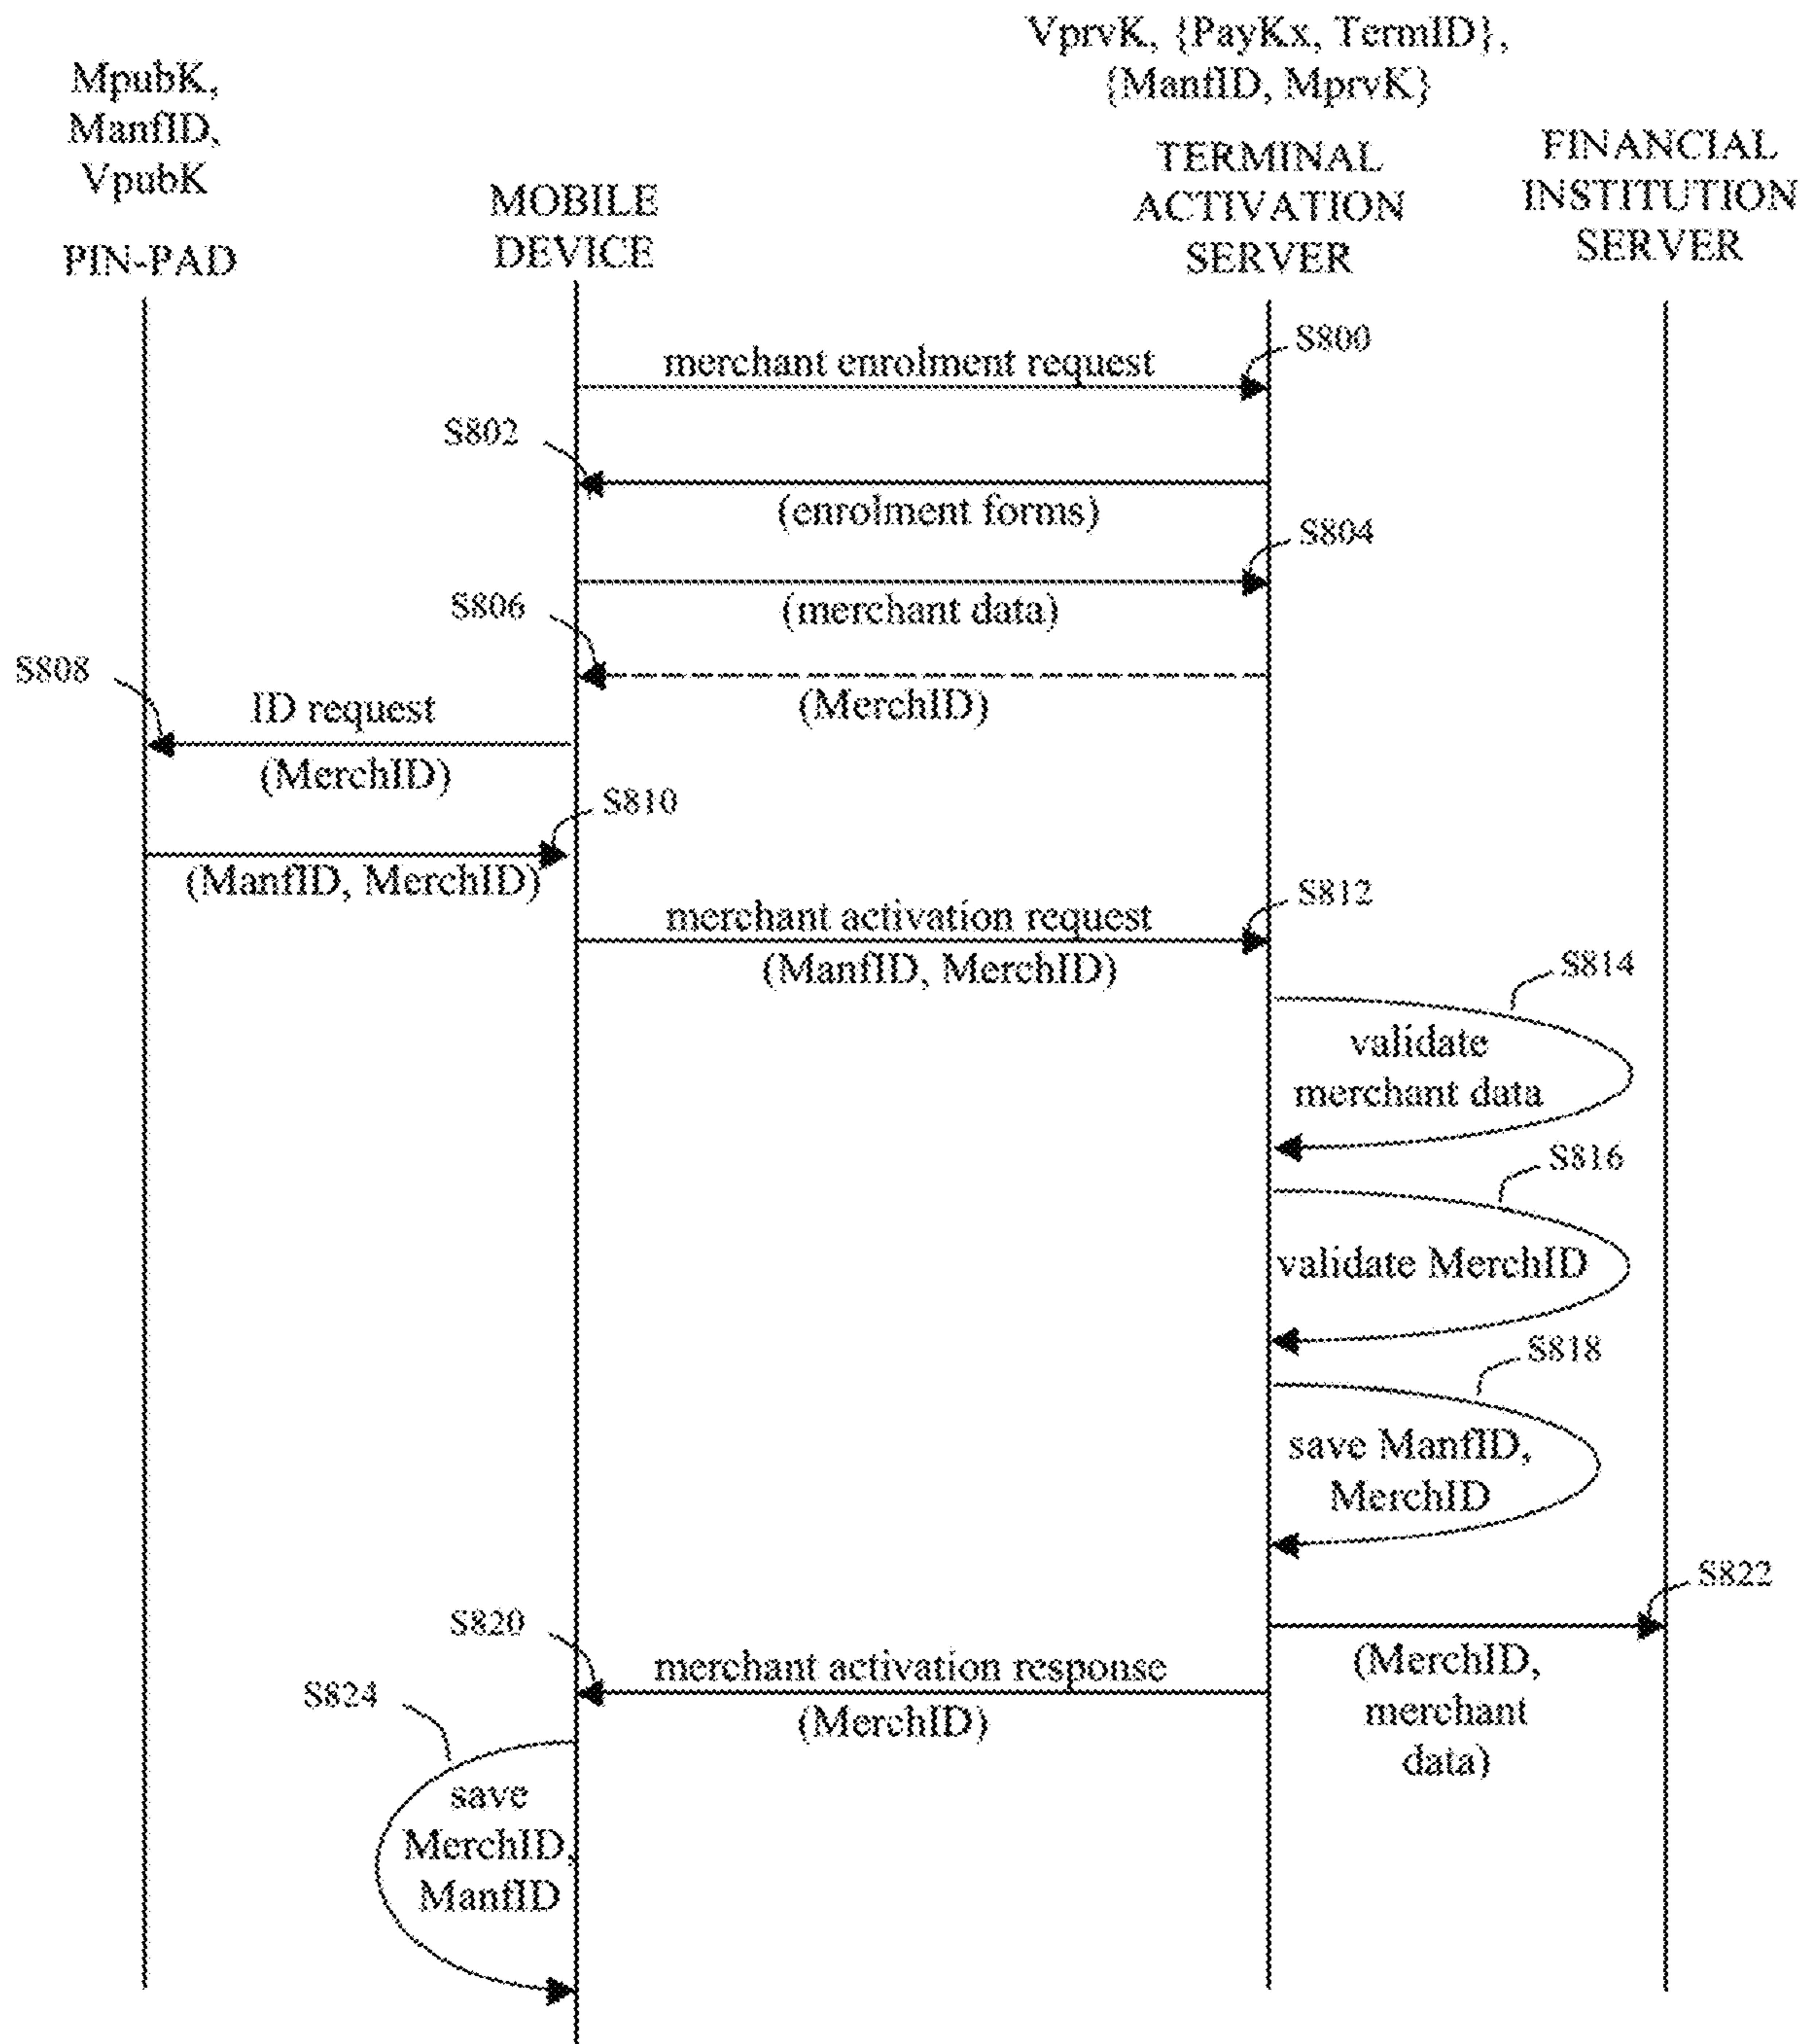 MpubK,
ManfID,
VpubK
PIN-PAD
MOBILE
DEVICE
VprvK, {PayKx, TermID},
{ManfID, MprvK}
TERMINAL
ACTIVATION
SERVER
FINANCIAL
INSTITUTION
SERVER
merchant enrolment request
S800
S802
(enrolment forms)
S804
(merchant data)
S806
(MerchID)
S808
ID request
(MerchID)
S810
(ManfID, MerchID)
merchant activation request
S812
(ManfID, MerchID)
S814
validate
merchant data
S816
validate MerchID
S818
save ManfID,
MerchID
S822
(MerchID,
merchant
data)
S820
merchant activation response
(MerchID)
S824
save
MerchID,
ManfID